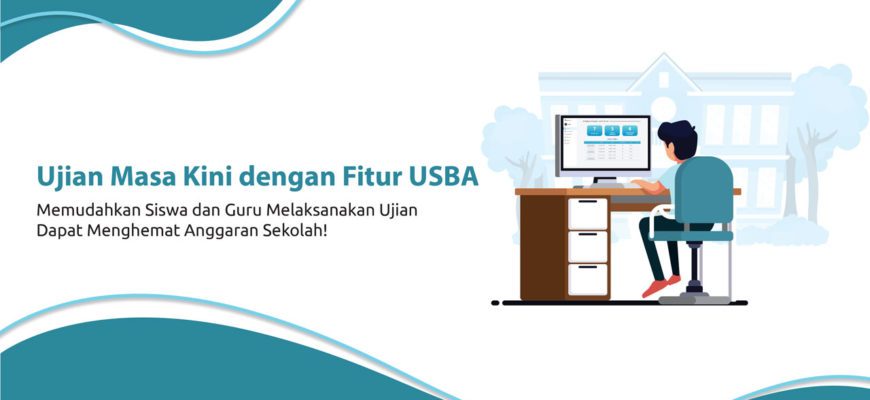 Ujian Masa Kini dengan Fitur USBA
Memudahkan Siswa dan Guru Melaksanakan Ujian
Dapat Menghemat Anggaran Sekolah!